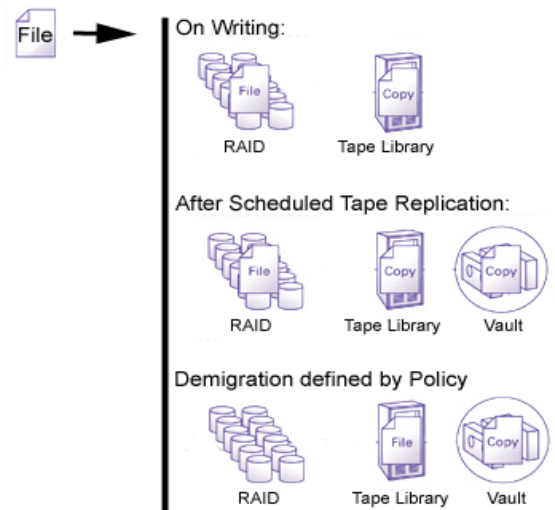 File
On Writing:
File
Copy
RAID
Tape Library
After Scheduled Tape Replication:
File
Copy
Copy
RAID
Tape Library
Vault
Demigration defined by Policy
File
Copy
RAID
Tape Library
Vault